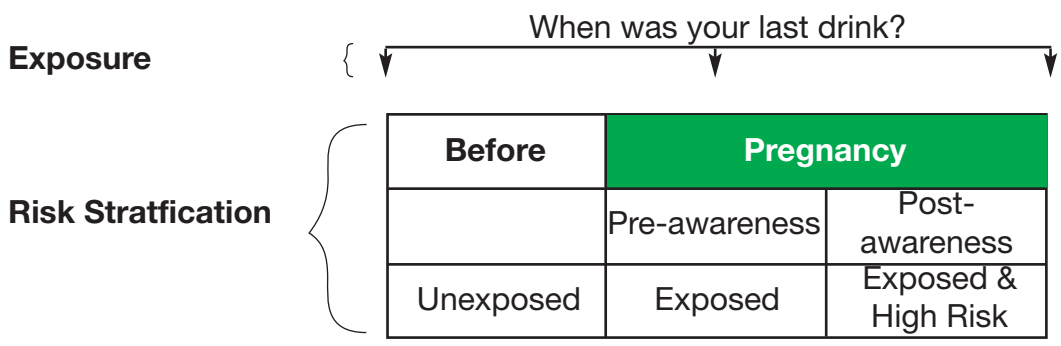 When was your last drink?
Exposure
Before
Pregnancy
Risk Stratfication
Pre-awareness
Post-
awareness
Unexposed
Exposed
Exposed &
High Risk